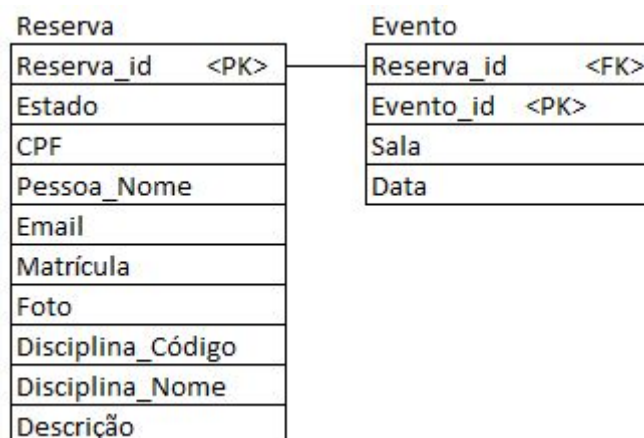 Reserva
Reserva_id <PK>
Estado
CPF
Pessoa_Nome
Email
Matrícula
Foto
Disciplina_Código
Disciplina_Nome
Descrição
Evento
Reserva_id <FK>
Evento_id <PK>
Sala
Data